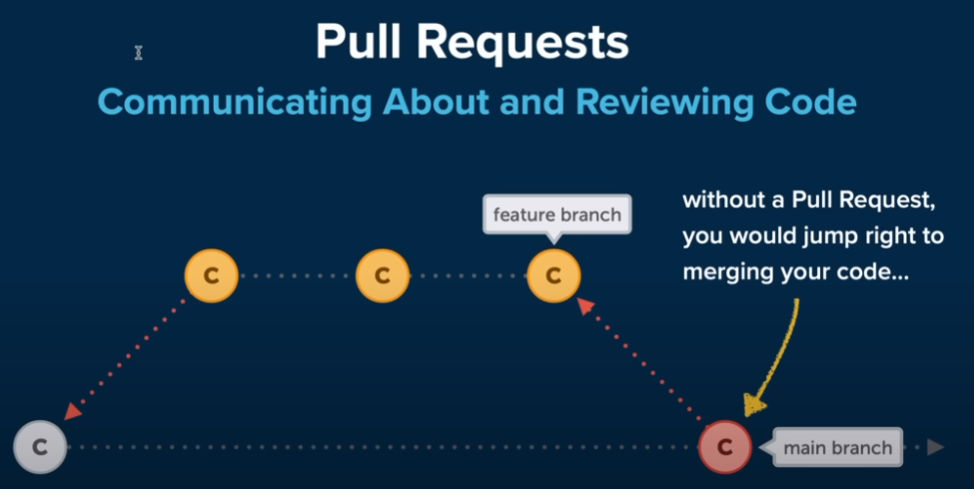 Pull Requests
Communicating About and Reviewing Code
without a Pull Request,
you would jump right to
merging your code...
feature branch
C
C
C
C
C
main branch